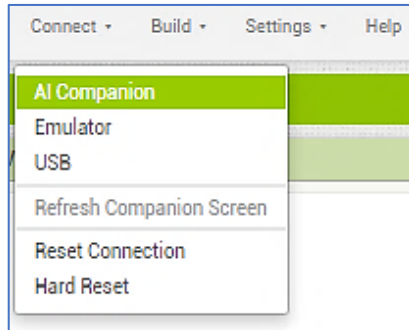 Connect Build Settings Help
AI Companion
Emulator
USB
Refresh Companion Screen
Reset Connection
Hard Reset